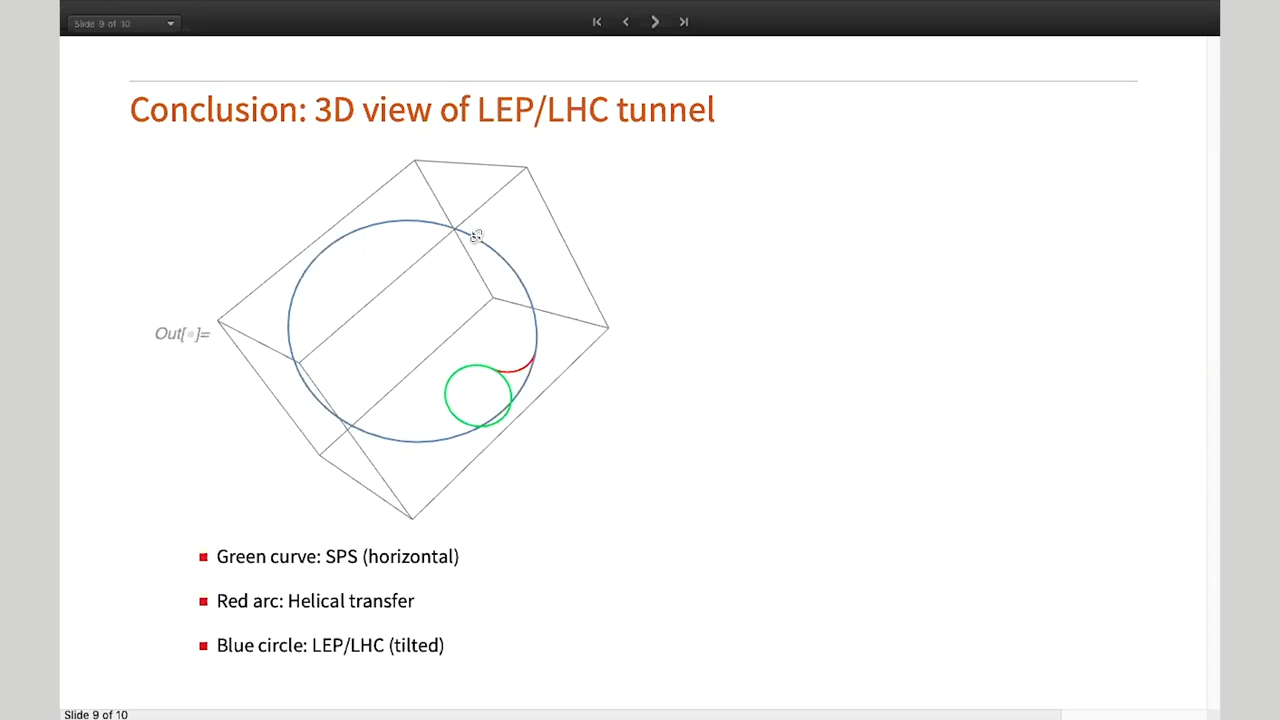 Slide 9 of 10
Conclusion: 3D view of LEP/LHC tunnel
Out[ ]=
Green curve: SPS (horizontal)
Red arc: Helical transfer
Blue circle: LEP/LHC (tilted)
Slide 9 of 10